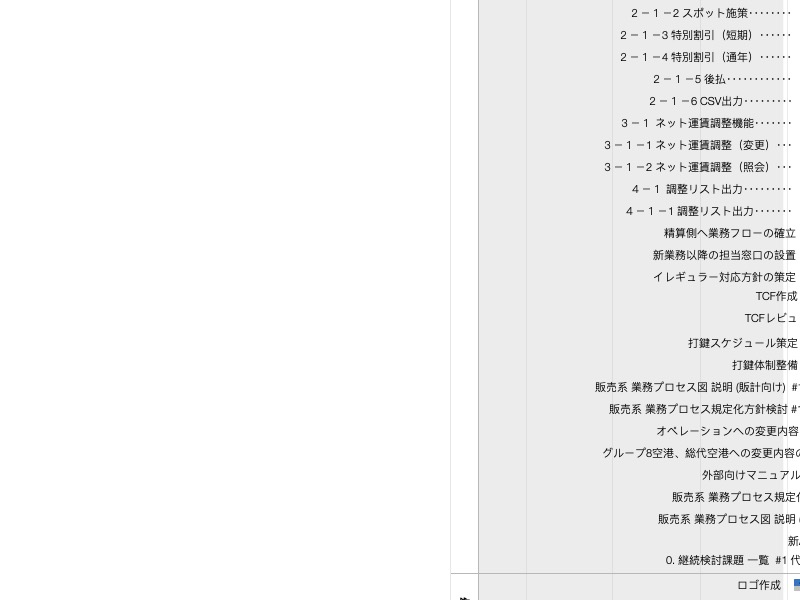 2－1－2 スポット施策‥‥‥‥
2－1－3 特別割引（短期）‥‥‥
2－1－4 特別割引（通年）‥‥‥
2－1－5 後払‥‥‥‥‥‥
2－1－6 CSV出力‥‥‥‥‥
3－1 ネット運賃調整機能‥‥‥‥
3－1－1 ネット運賃調整（変更）‥‥
3－1－2 ネット運賃調整（照会）‥‥
4－1 調整リスト出力‥‥‥‥‥
4－1－1 調整リスト出力‥‥‥‥
精算側へ業務フローの確立
新業務以降の担当窓口の設置
イレギュラー対応方針の策定
TCF作成
TCFレビュ
打鍵スケジュール策定
打鍵体制整備
販売系 業務プロセス図 説明 (販計向け) #1
販売系 業務プロセス規定化方針検討 #1
オペレーションへの変更内容
グループ8空港、総代空港への変更内容の
外部向けマニュアル
販売系 業務プロセス規定化
販売系 業務プロセス図 説明 (
新
0. 継続検討課題 一覧 #1 代
ロゴ作成